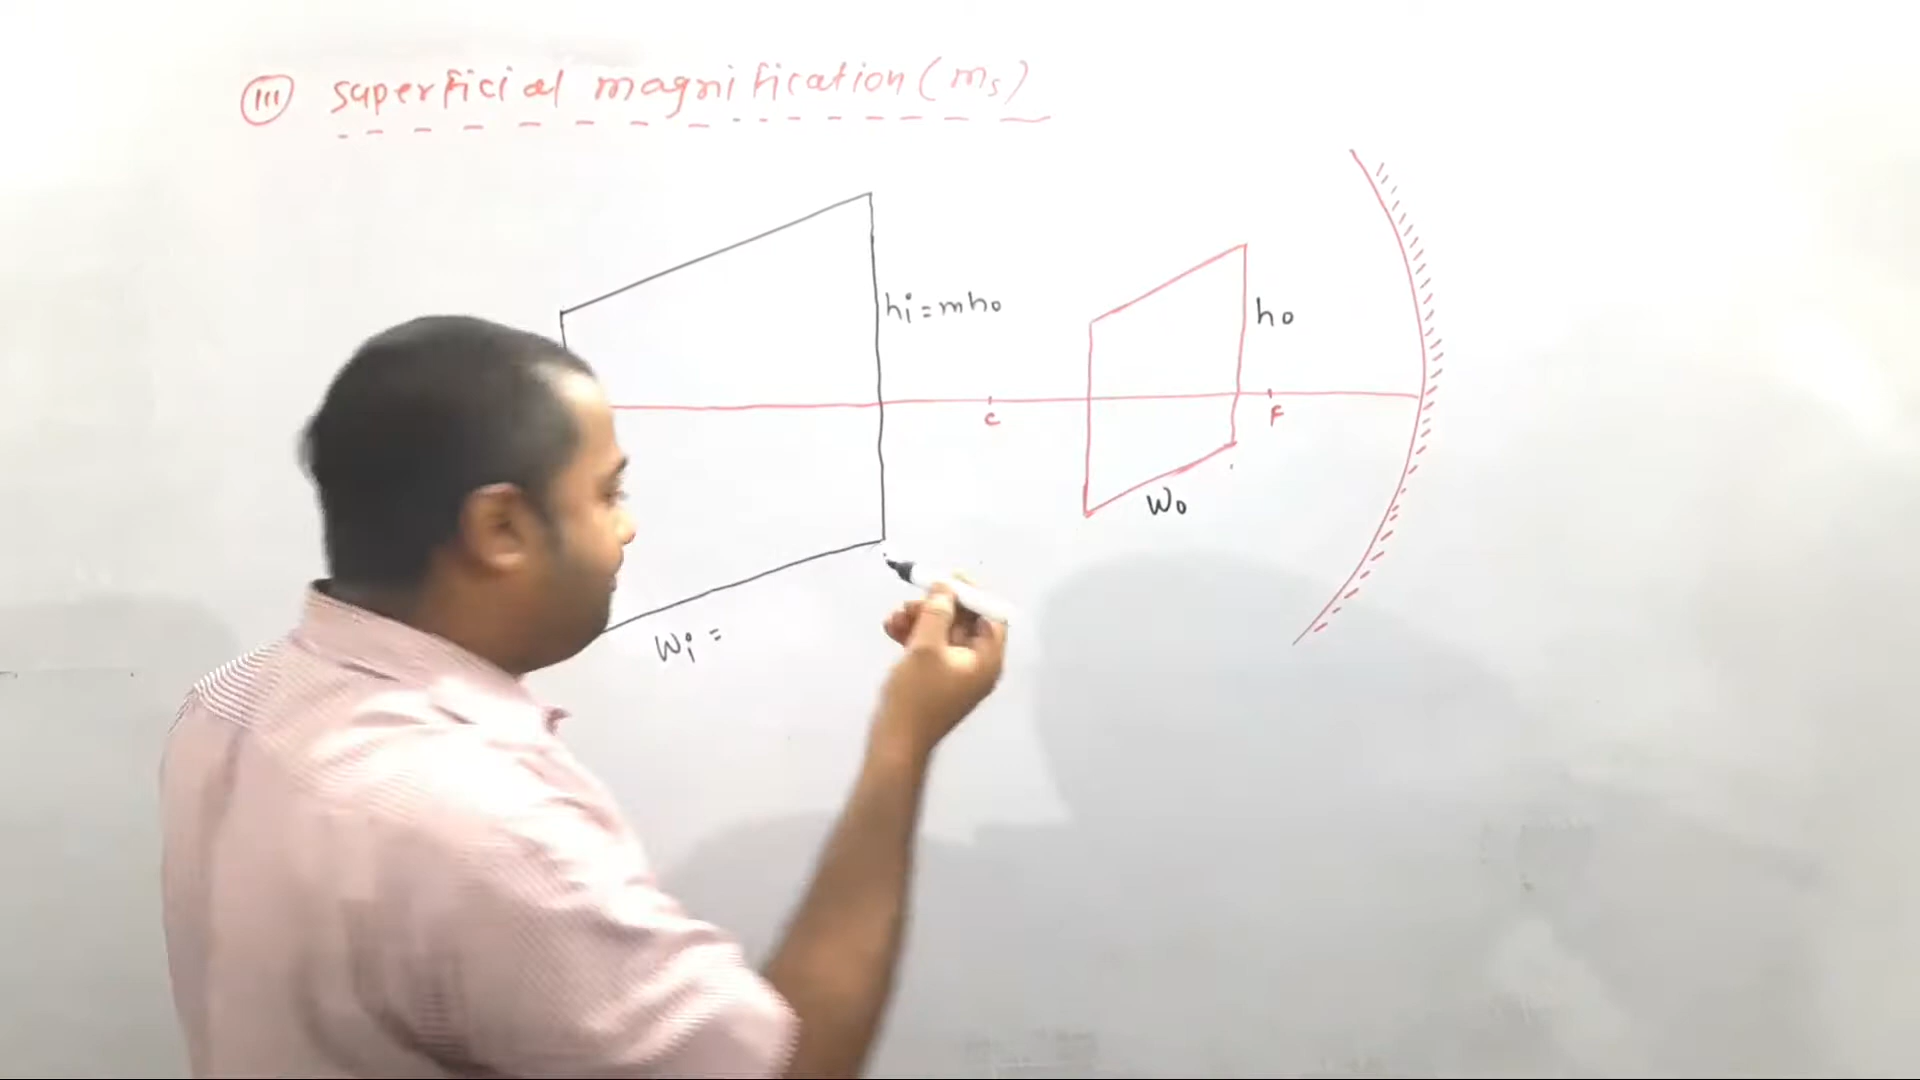 (III) Superficial magnification (ms)
hi = mho
ho
C
F
Wo
Wi =